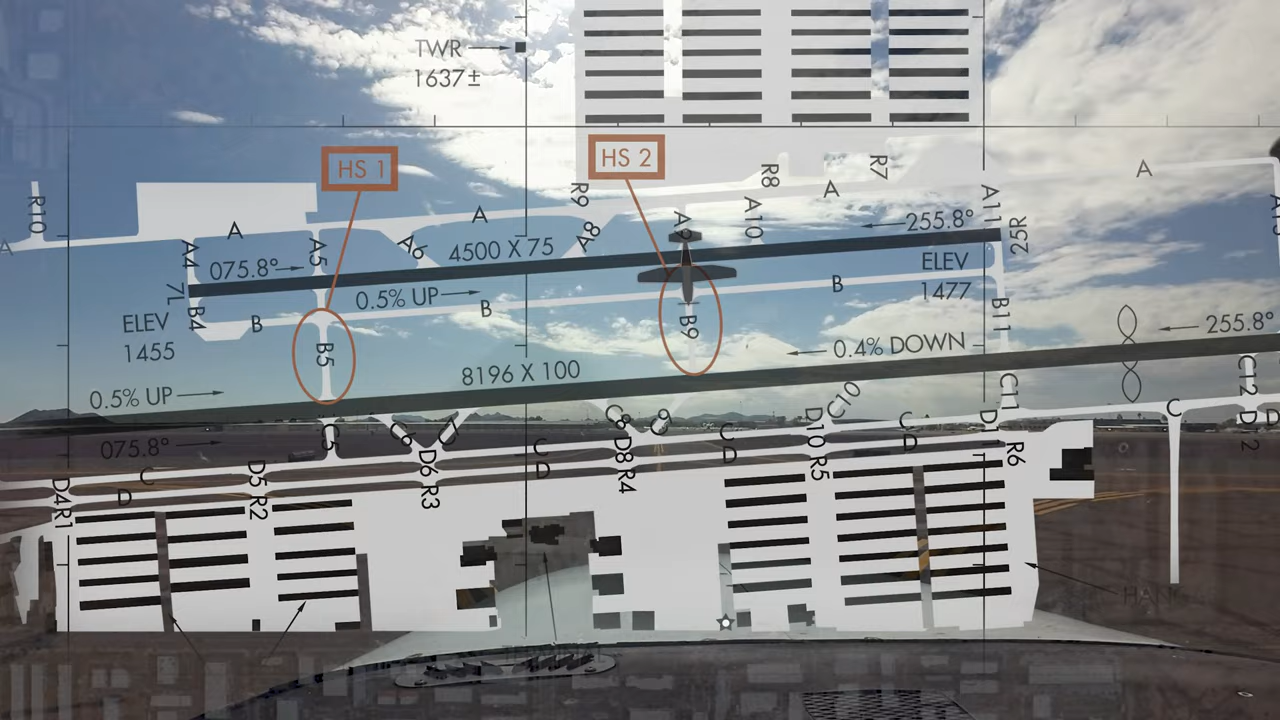 TWR
1637±
HS 1
HS 2
R10
R9
R8
R7
A
A
A
A
A
A4
A5
A6
A8
A9
A10
A11
25R
4500 X 75
255.8°
075.8°
ELEV
1477
7L
B4
0.5% UP
B
B
B
ELEV
1455
B5
B9
B11
255.8°
0.4% DOWN
8196 X 100
0.5% UP
075.8°
C5
C8
C9
C10
C11
C12
C
C
C
C
C
D
D
D
D
D4
R1
D5
R2
D6
R3
D8
R4
D10
R5
D11
R6
HAN